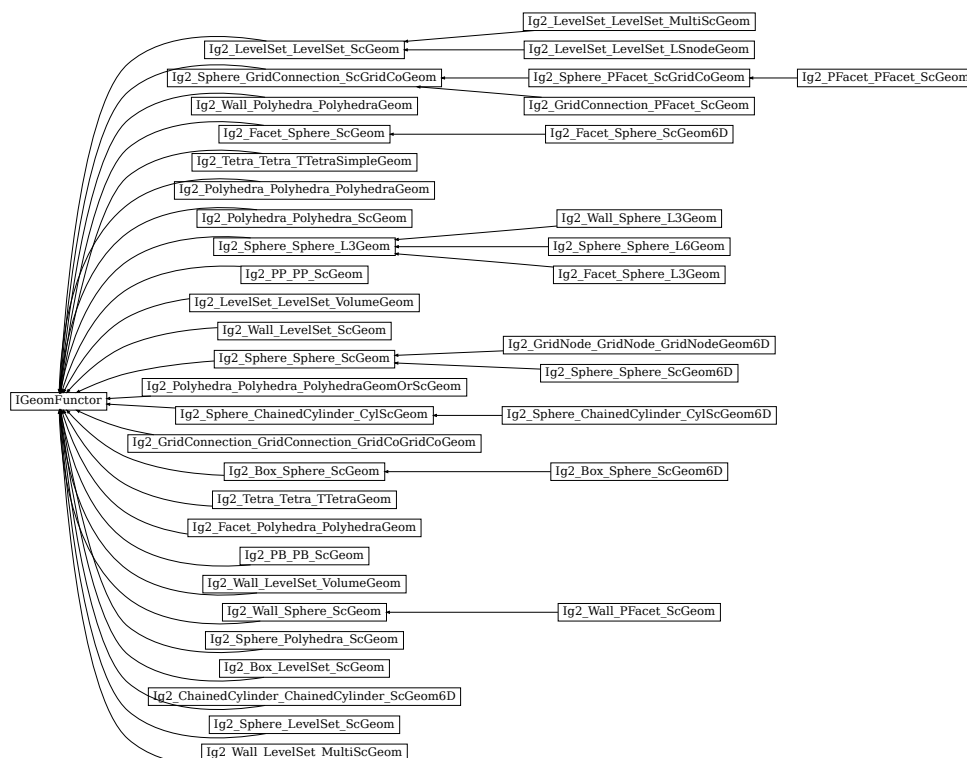 Ig2_LevelSet_LevelSet_MultiScGeom
Ig2_LevelSet_LevelSet_ScGeom
Ig2_LevelSet_LevelSet_LSnodeGeom
Ig2_Sphere_GridConnection_ScGridCoGeom
Ig2_Sphere_PFacet_ScGridCoGeom
Ig2_PFacet_PFacet_ScGeom
Ig2_Wall_Polyhedra_PolyhedraGeom
Ig2_GridConnection_PFacet_ScGeom
Ig2_Facet_Sphere_ScGeom
Ig2_Facet_Sphere_ScGeom6D
Ig2_Tetra_Tetra_TTetraSimpleGeom
Ig2_Polyhedra_Polyhedra_PolyhedraGeom
Ig2_Polyhedra_Polyhedra_ScGeom
Ig2_Wall_Sphere_L3Geom
Ig2_Sphere_Sphere_L3Geom
Ig2_Sphere_Sphere_L6Geom
Ig2_Facet_Sphere_L3Geom
Ig2_PP_PP_ScGeom
Ig2_LevelSet_LevelSet_VolumeGeom
Ig2_Wall_LevelSet_ScGeom
Ig2_GridNode_GridNode_GridNodeGeom6D
Ig2_Sphere_Sphere_ScGeom
Ig2_Sphere_Sphere_ScGeom6D
Ig2_Polyhedra_Polyhedra_PolyhedraGeomOrScGeom
IGeomFunctor
Ig2_Sphere_ChainedCylinder_CylScGeom
Ig2_Sphere_ChainedCylinder_CylScGeom6D
Ig2_GridConnection_GridConnection_GridCoGridCoGeom
Ig2_Box_Sphere_ScGeom
Ig2_Box_Sphere_ScGeom6D
Ig2_Tetra_Tetra_TTetraGeom
Ig2_Facet_Polyhedra_PolyhedraGeom
Ig2_PB_PB_ScGeom
Ig2_Wall_LevelSet_VolumeGeom
Ig2_Wall_Sphere_ScGeom
Ig2_Wall_PFacet_ScGeom
Ig2_Sphere_Polyhedra_ScGeom
Ig2_Box_LevelSet_ScGeom
Ig2_ChainedCylinder_ChainedCylinder_ScGeom6D
Ig2_Sphere_LevelSet_ScGeom
Ig2_Wall_LevelSet_MultiScGeom